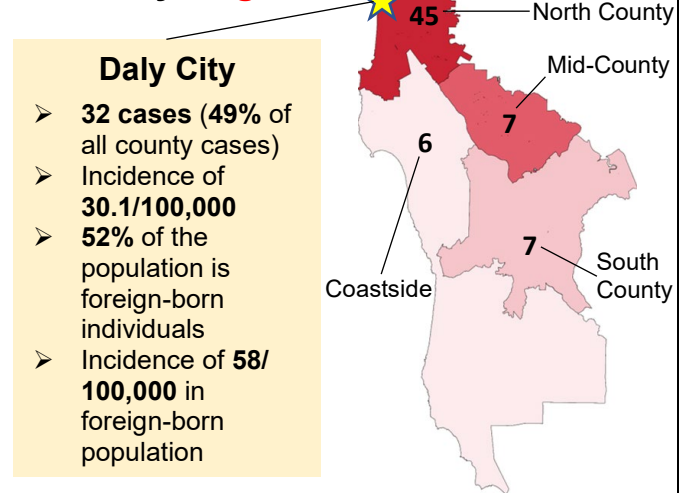 Daly City
➢ 32 cases (49% of
all county cases)
➢ Incidence of
30.1/100,000
➢ 52% of the
population is
foreign-born
individuals
➢ Incidence of 58/
100,000 in
foreign-born
population
45
North County
Mid-County
7
6
7
South
County
Coastside